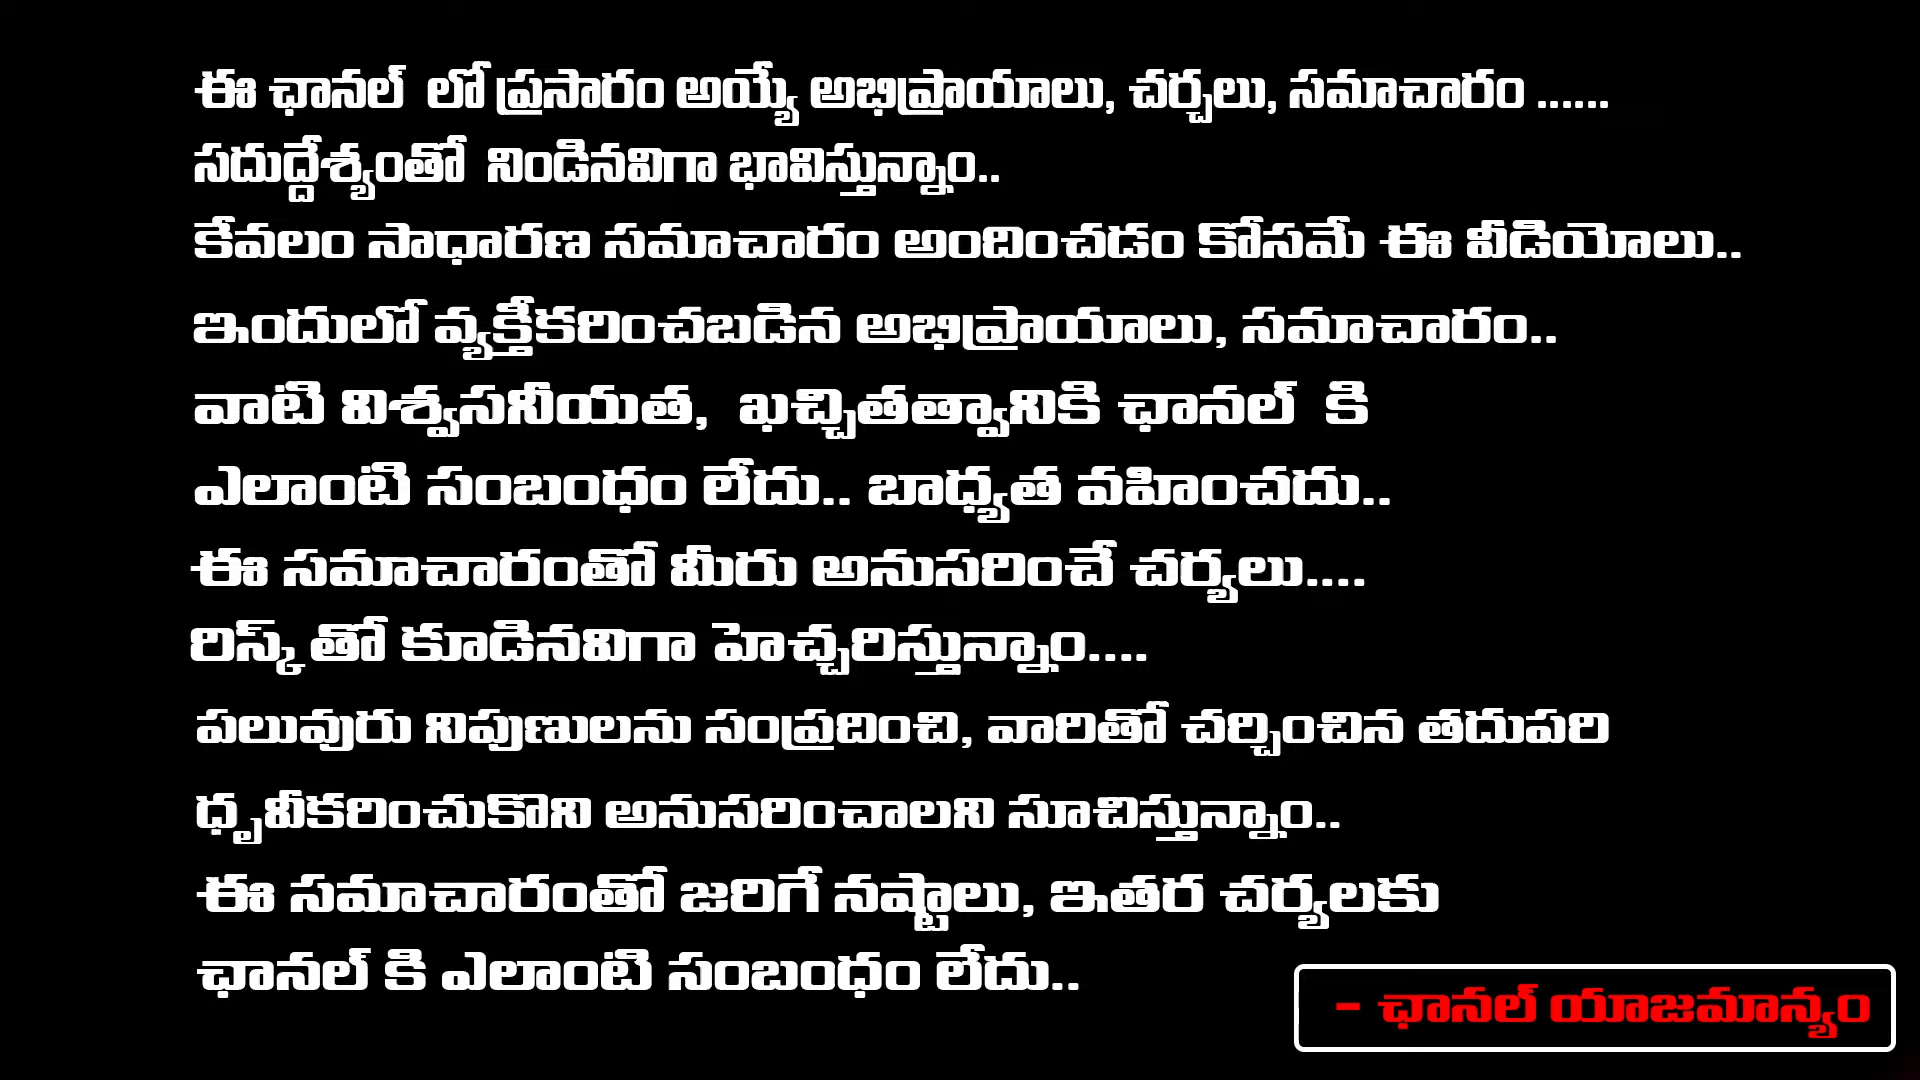 ఈ ఛానల్ లో ప్రసారం అయ్యే అభిప్రాయాలు, చర్చలు, సమాచారం ......
సదుద్దేశ్యంతో నిండినవిగా భావిస్తున్నాం..
కేవలం సాధారణ సమాచారం అందించడం కోసమే ఈ వీడియోలు..
ఇందులో వ్యక్తీకరించబడిన అభిప్రాయాలు, సమాచారం..
వాటి విశ్వసనీయత, ఖచ్చితత్వానికి ఛానల్ కి
ఎలాంటి సంబంధం లేదు.. బాధ్యత వహించదు..
ఈ సమాచారంతో మీరు అనుసరించే చర్యలు....
రిస్క్ తో కూడినవిగా హెచ్చరిస్తున్నాం....
పలువురు నిపుణులను సంప్రదించి, వారితో చర్చించిన తదుపరి
ధృవీకరించుకొని అనుసరించాలని సూచిస్తున్నాం..
ఈ సమాచారంతో జరిగే నష్టాలు, ఇతర చర్యలకు
ఛానల్ కి ఎలాంటి సంబంధం లేదు..
- ఛానల్ యాజమాన్యం